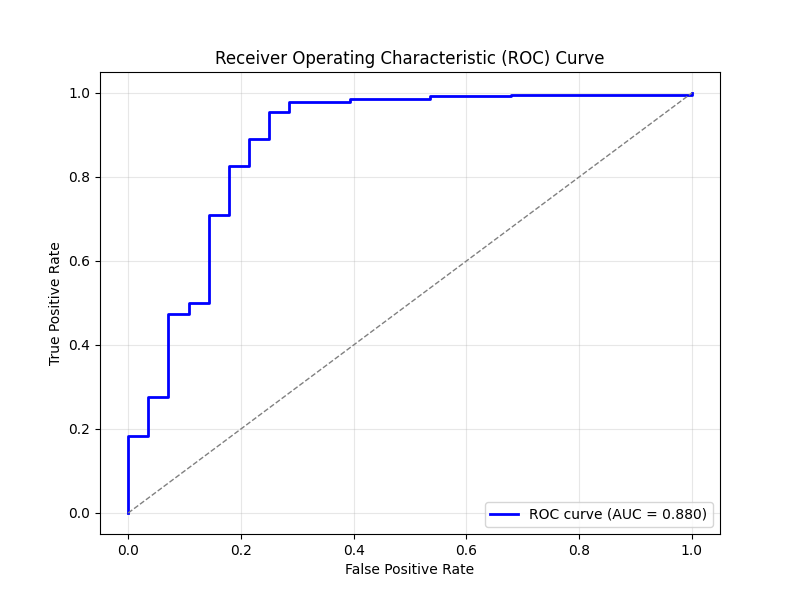 Receiver Operating Characteristic (ROC) Curve
True Positive Rate
1.0
0.8
0.6
0.4
0.2
0.0
ROC curve (AUC = 0.880)
0.0 0.2 0.4 0.6 0.8 1.0
False Positive Rate